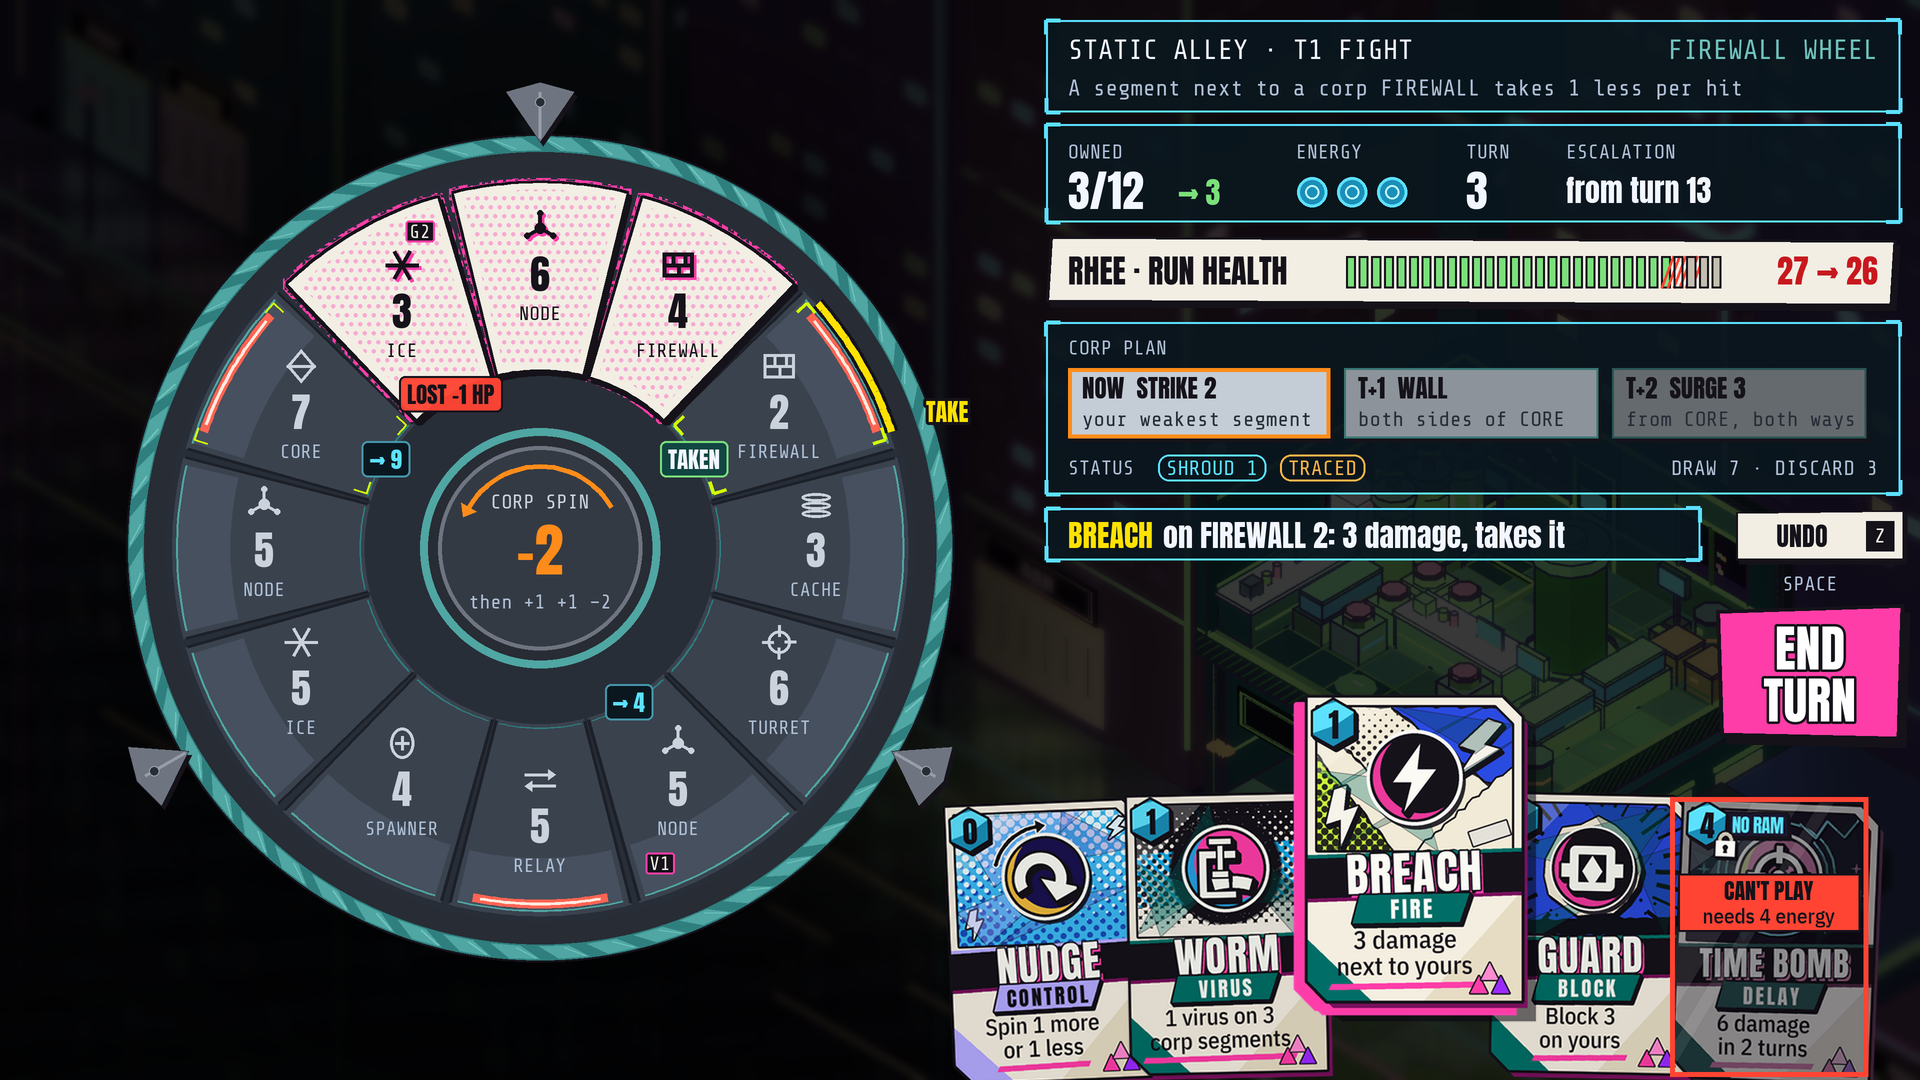 STATIC ALLEY · T1 FIGHT
FIREWALL WHEEL
A segment next to a corp FIREWALL takes 1 less per hit
OWNED
3/12 → 3
ENERGY
TURN
3
ESCALATION
from turn 13
RHEE · RUN HEALTH
27 → 26
CORP PLAN
NOW STRIKE 2
your weakest segment
T+1 WALL
both sides of CORE
T+2 SURGE 3
from CORE, both ways
STATUS
SHROUD 1
TRACED
DRAW 7 · DISCARD 3
BREACH on FIREWALL 2: 3 damage, takes it
UNDO Z
SPACE
END
TURN
6
NODE
4
FIREWALL
2
FIREWALL
TAKE
TAKEN
3
CACHE
6
TURRET
5
NODE
V1
→ 4
5
RELAY
4
SPAWNER
5
ICE
5
NODE
7
CORE
→ 9
G2
3
ICE
LOST -1 HP
CORP SPIN
-2
then +1 +1 -2
0
NUDGE
CONTROL
Spin 1 more
or 1 less
1
WORM
VIRUS
1 virus on 3
corp segments
1
BREACH
FIRE
3 damage
next to yours
GUARD
BLOCK
Block 3
on yours
4
NO RAM
CAN'T PLAY
needs 4 energy
TIME BOMB
DELAY
6 damage
in 2 turns